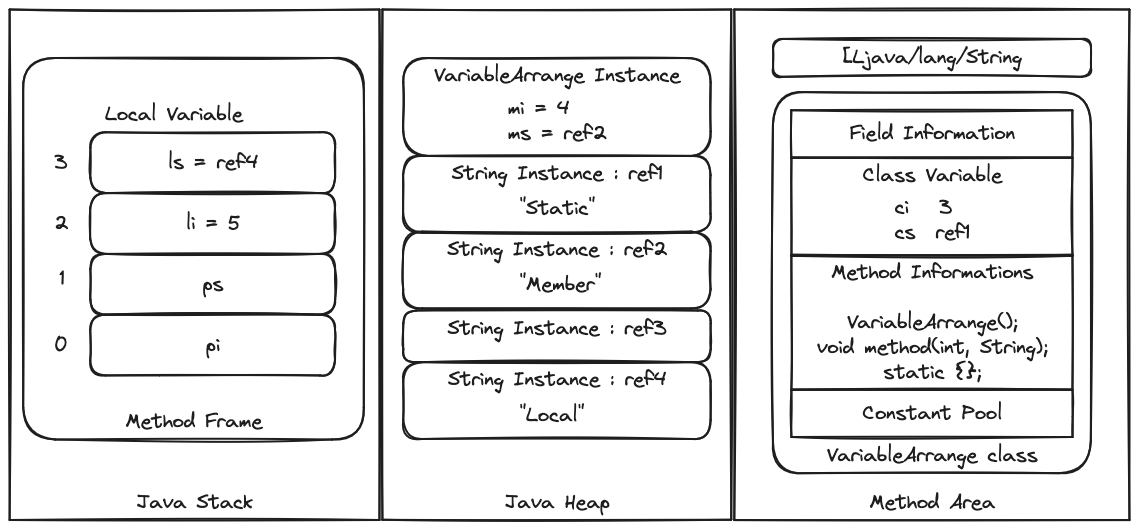 Local Variable
3
ls = ref4
2
li = 5
1
ps
0
pi
Method Frame
Java Stack
VariableArrange Instance
mi = 4
ms = ref2
String Instance : ref1
"Static"
String Instance : ref2
"Member"
String Instance : ref3
String Instance : ref4
"Local"
Java Heap
[Ljava/lang/String
Field Information
Class Variable
ci 3
cs ref1
Method Informations
VariableArrange();
void method(int, String);
static {};
Constant Pool
VariableArrange class
Method Area